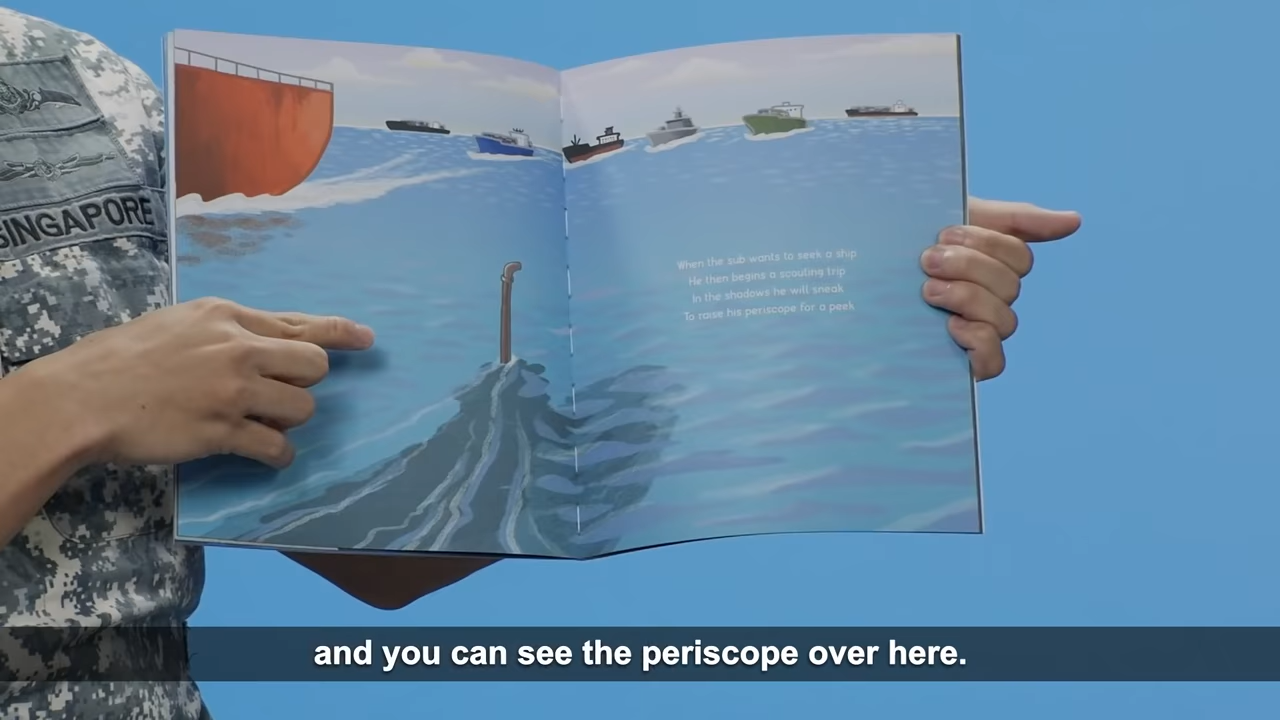 SINGAPORE
When the sub wants to seek a ship
He then begins a scouting trip
In the shadows he will sneak
To raise his periscope for a peek
and you can see the periscope over here.